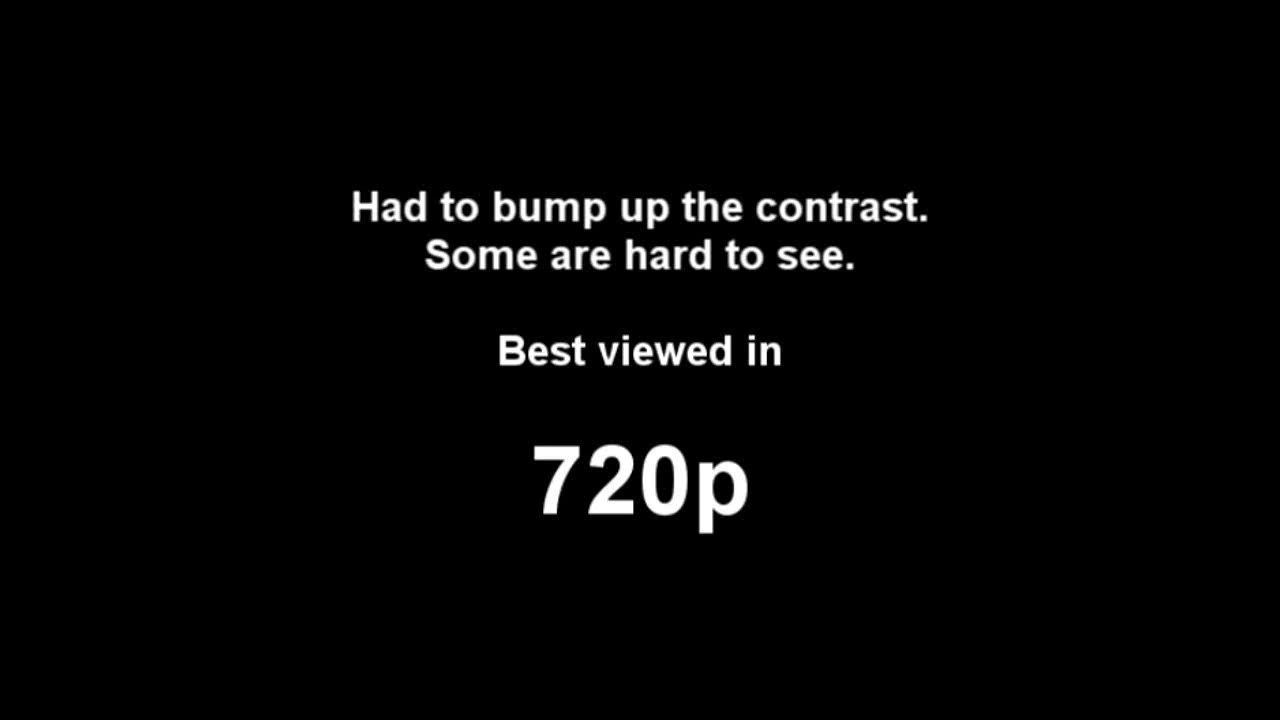 Had to bump up the contrast.
Some are hard to see.
Best viewed in
720p